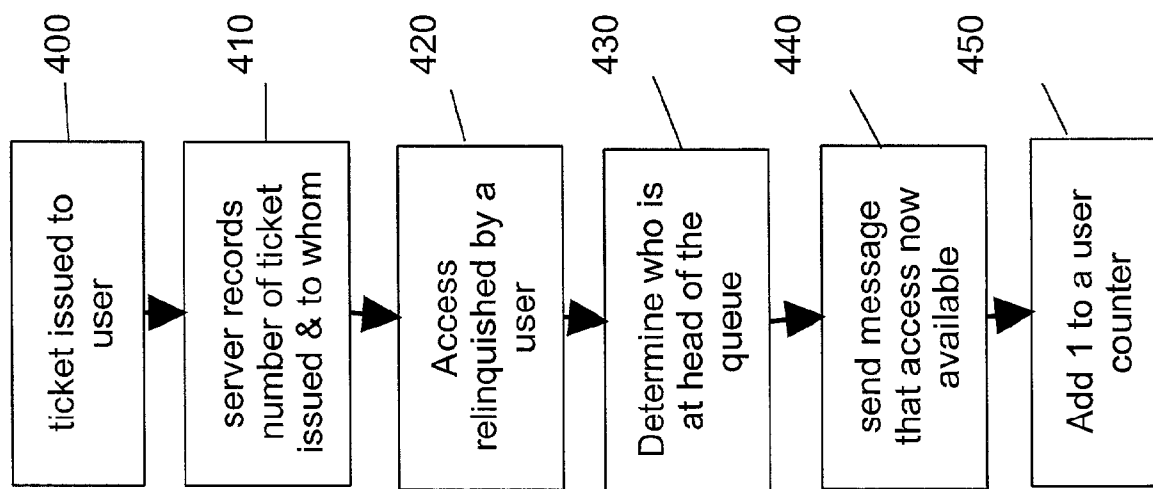 ticket issued to
user
400
server records
number of ticket
issued & to whom
410
Access
relinquished by a
user
420
Determine who is
at head of the
queue
430
send message
that access now
available
440
Add 1 to a user
counter
450